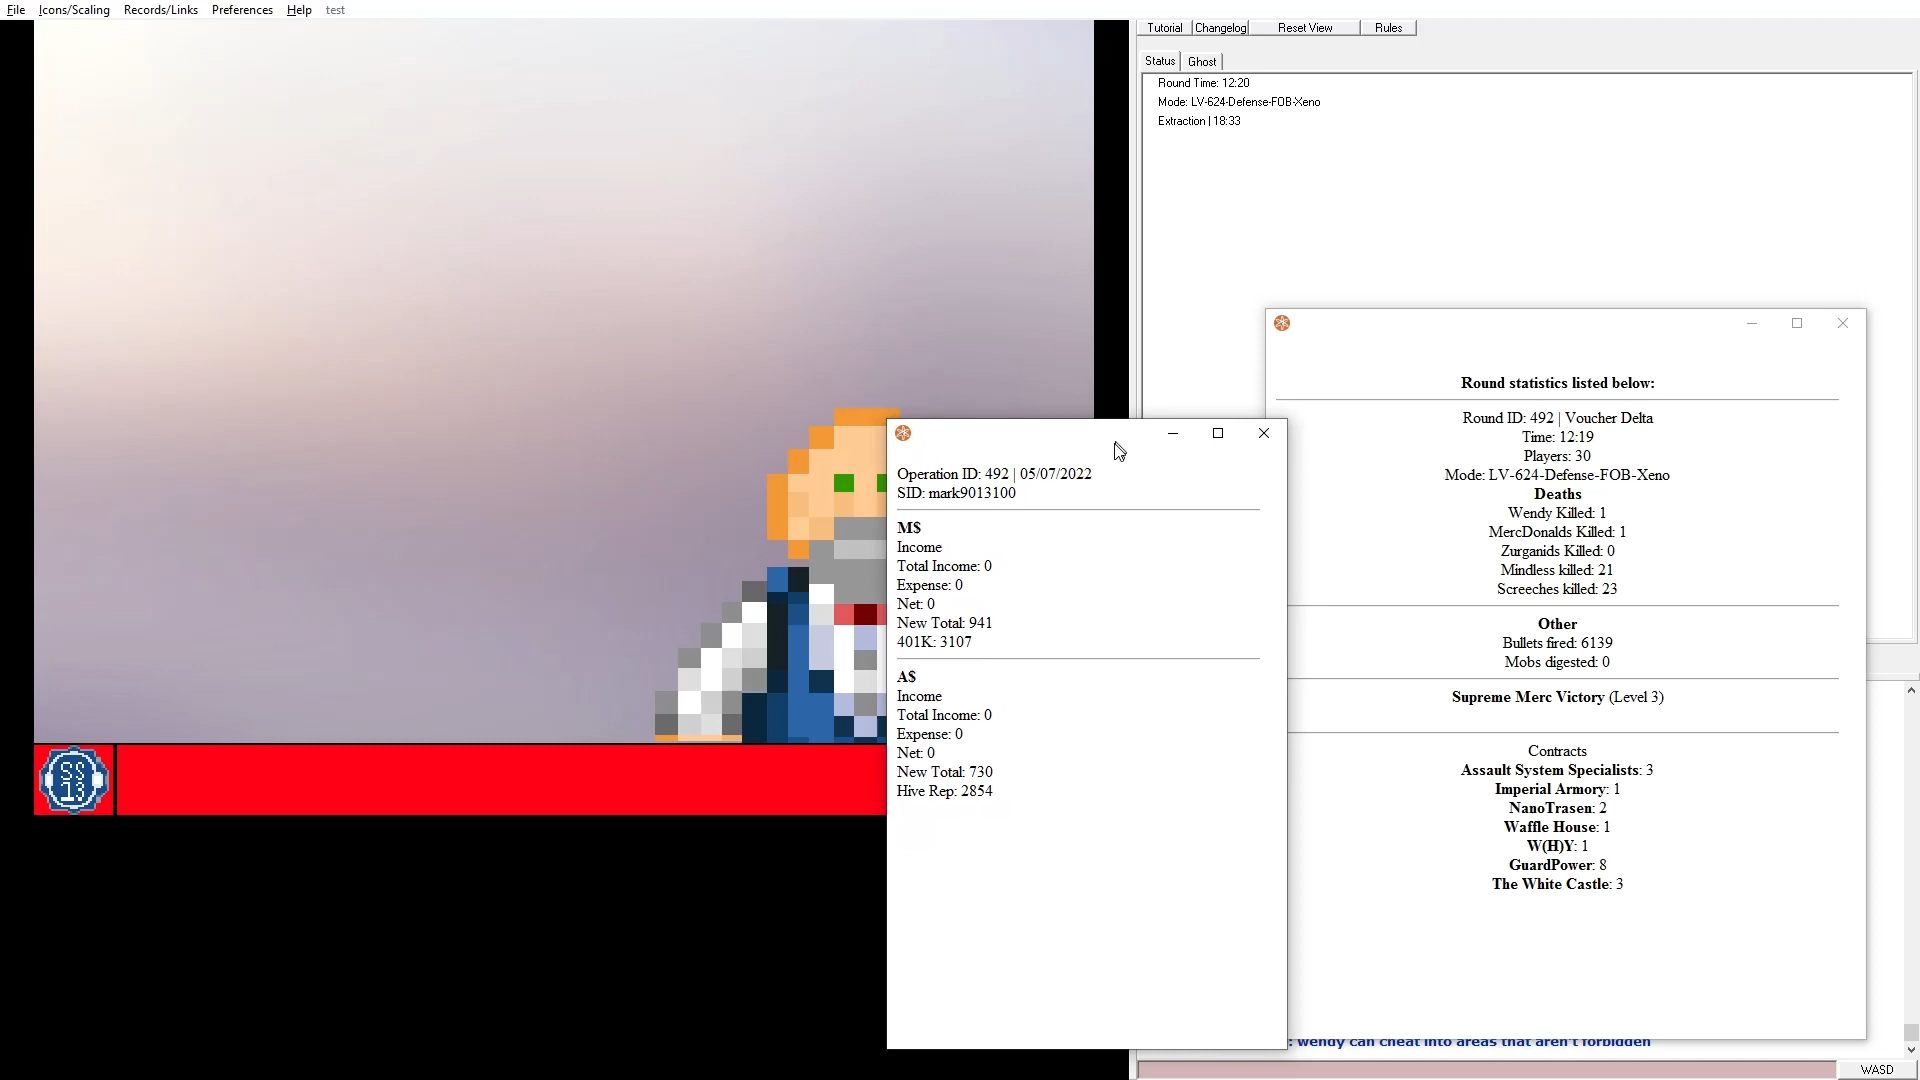 File Icons/Scaling Records/Links Preferences Help test
Tutorial Changelog Reset View Rules
Status Ghost
Round Time: 12:20
Mode: LV-624-Defense-FOB-Xeno
Extraction | 18:33
Round statistics listed below:
Round ID: 492 | Voucher Delta
Time: 12:19
Players: 30
Mode: LV-624-Defense-FOB-Xeno
Deaths
Wendy Killed: 1
MercDonalds Killed: 1
Zurganids Killed: 0
Mindless killed: 21
Screeches killed: 23
Other
Bullets fired: 6139
Mobs digested: 0
Supreme Merc Victory (Level 3)
Contracts
Assault System Specialists: 3
Imperial Armory: 1
NanoTrasen: 2
Waffle House: 1
W(H)Y: 1
GuardPower: 8
The White Castle: 3
Operation ID: 492 | 05/07/2022
SID: mark9013100
M$
Income
Total Income: 0
Expense: 0
Net: 0
New Total: 941
401K: 3107
A$
Income
Total Income: 0
Expense: 0
Net: 0
New Total: 730
Hive Rep: 2854
SS
13
: wendy can cheat into areas that aren't forbidden
WASD